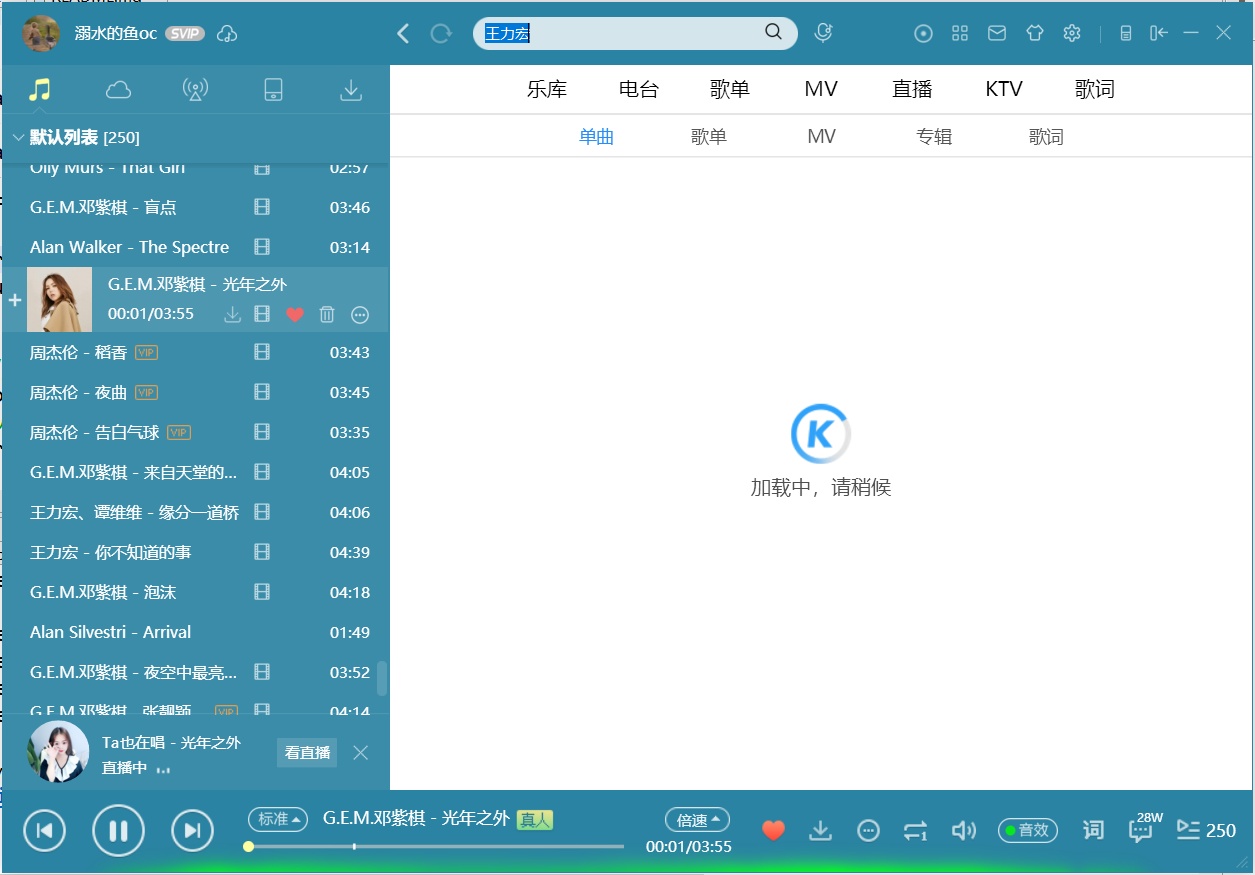 溺水的鱼oc SVIP
王力宏
乐库 电台 歌单 MV 直播 KTV 歌词
单曲 歌单 MV 专辑 歌词
默认列表 [250]
Olly Murs - That Girl 02:57
G.E.M.邓紫棋 - 盲点 03:46
Alan Walker - The Spectre 03:14
G.E.M.邓紫棋 - 光年之外
00:01/03:55
周杰伦 - 稻香 VIP 03:43
周杰伦 - 夜曲 VIP 03:45
周杰伦 - 告白气球 VIP 03:35
G.E.M.邓紫棋 - 来自天堂的... 04:05
王力宏、谭维维 - 缘分一道桥 04:06
王力宏 - 你不知道的事 04:39
G.E.M.邓紫棋 - 泡沫 04:18
Alan Silvestri - Arrival 01:49
G.E.M.邓紫棋 - 夜空中最亮... 03:52
G.E.M.邓紫棋 张靓颖 VIP 04:14
K
加载中，请稍候
Ta也在唱 - 光年之外
直播中
看直播
标准 G.E.M.邓紫棋 - 光年之外 真人
倍速
00:01/03:55
1
音效
词
28W
250